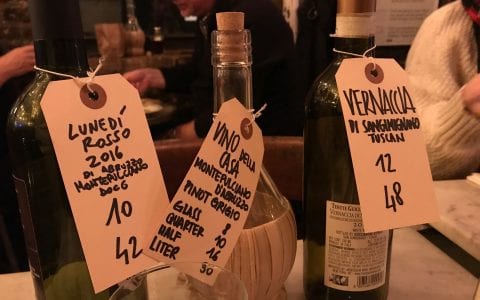 LUNEDÍ
ROSSO
2016
DI ABRUZZO
MONTEPULCIANO
DOCG
10
42
VINO DELLA
CASA
MONTEPULCIANO
D'ABRUZZO
PINOT GRIGIO
GLASS 8
QUARTER 10
HALF 16
LITER 30
VERNACCIA
DI SANGIMIGNANO
TUSCAN
12
48